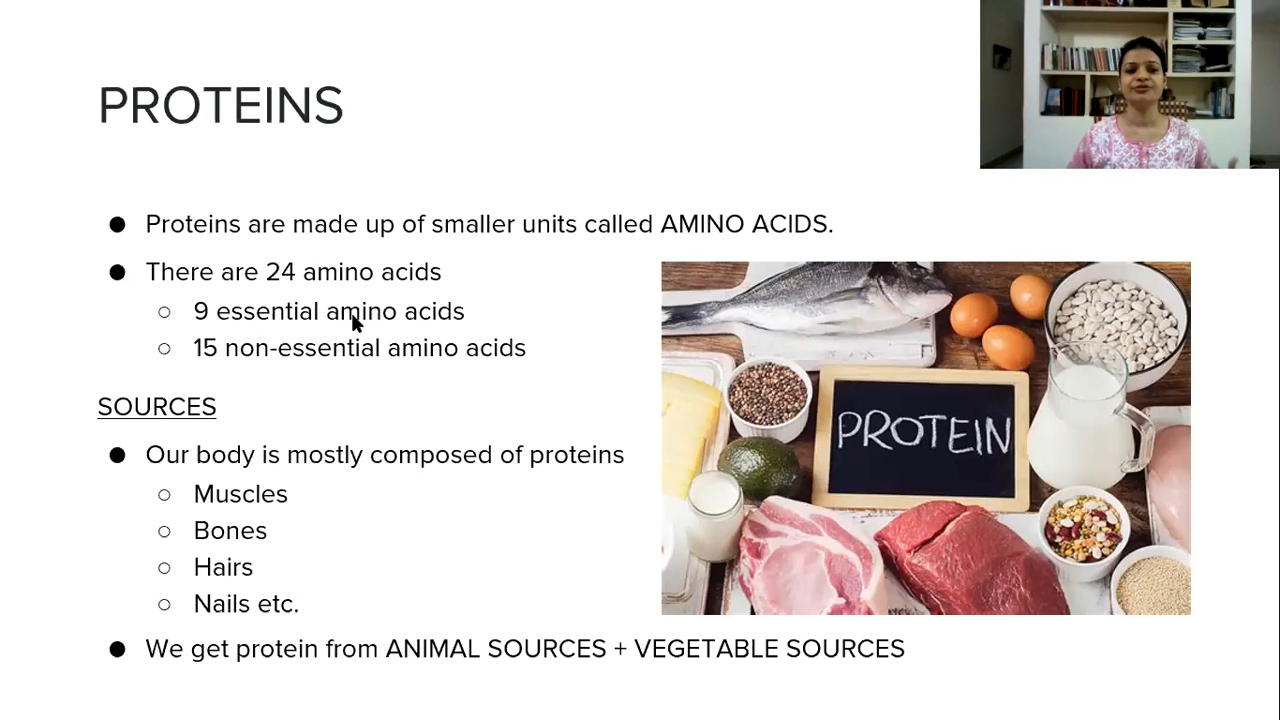 PROTEINS
● Proteins are made up of smaller units called AMINO ACIDS.
● There are 24 amino acids
○ 9 essential amino acids
○ 15 non-essential amino acids
SOURCES
● Our body is mostly composed of proteins
○ Muscles
○ Bones
○ Hairs
○ Nails etc.
● We get protein from ANIMAL SOURCES + VEGETABLE SOURCES
PROTEIN